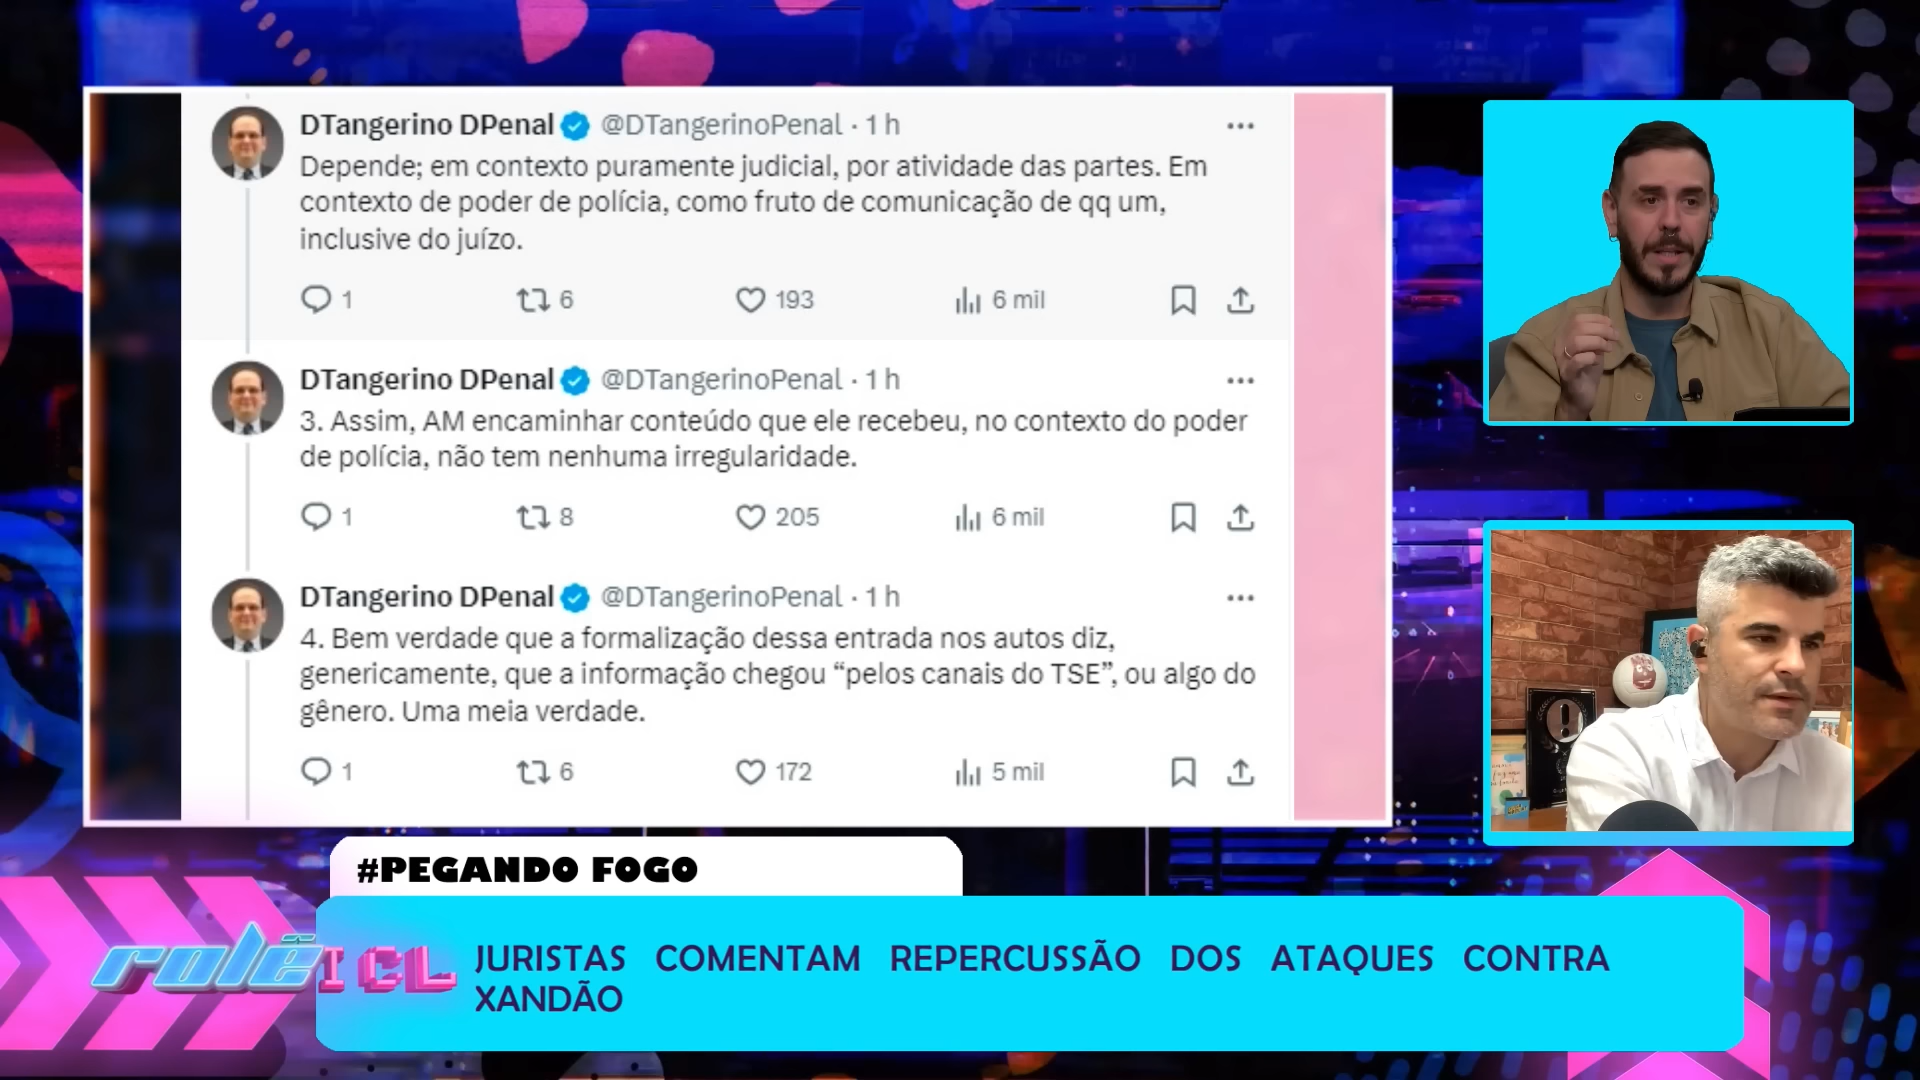 DTangerino DPenal @DTangerinoPenal · 1 h
Depende; em contexto puramente judicial, por atividade das partes. Em
contexto de poder de polícia, como fruto de comunicação de qq um,
inclusive do juízo.
1 6 193 6 mil
DTangerino DPenal @DTangerinoPenal · 1 h
3. Assim, AM encaminhar conteúdo que ele recebeu, no contexto do poder
de polícia, não tem nenhuma irregularidade.
1 8 205 6 mil
DTangerino DPenal @DTangerinoPenal · 1 h
4. Bem verdade que a formalização dessa entrada nos autos diz,
genericamente, que a informação chegou “pelos canais do TSE”, ou algo do
gênero. Uma meia verdade.
1 6 172 5 mil
#PEGANDO FOGO
rolê ICL
JURISTAS COMENTAM REPERCUSSÃO DOS ATAQUES CONTRA
XANDÃO